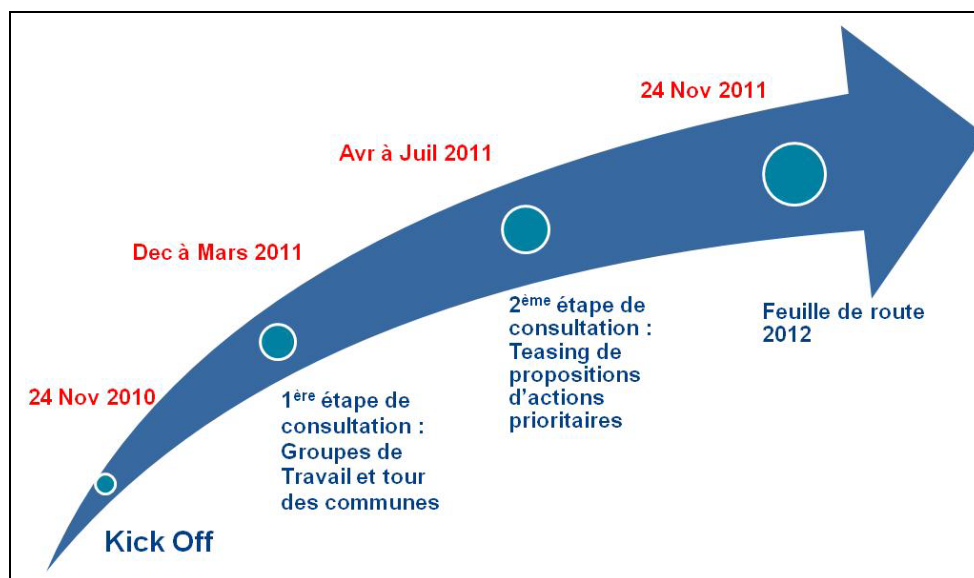 24 Nov 2010
Kick Off
Dec à Mars 2011
1ère étape de
consultation :
Groupes de
Travail et tour
des communes
Avr à Juil 2011
2ème étape de
consultation :
Teasing de
propositions
d'actions
prioritaires
24 Nov 2011
Feuille de route
2012